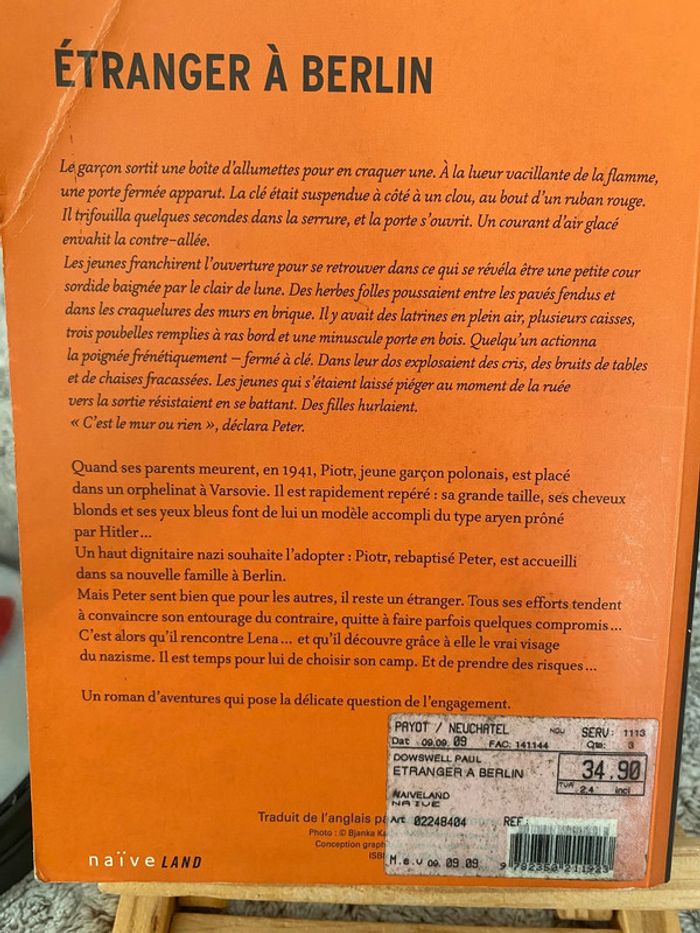 ÉTRANGER À BERLIN
Le garçon sortit une boîte d'allumettes pour en craquer une. À la lueur vacillante de la flamme,
une porte fermée apparut. La clé était suspendue à côté à un clou, au bout d'un ruban rouge.
Il trifouilla quelques secondes dans la serrure, et la porte s'ouvrit. Un courant d'air glacé
envahit la contre-allée.
Les jeunes franchirent l'ouverture pour se retrouver dans ce qui se révéla être une petite cour
sordide baignée par le clair de lune. Des herbes folles poussaient entre les pavés fendus et
dans les craquelures des murs en brique. Il y avait des latrines en plein air, plusieurs caisses,
trois poubelles remplies à ras bord et une minuscule porte en bois. Quelqu'un actionna
la poignée frénétiquement – fermé à clé. Dans leur dos explosaient des cris, des bruits de tables
et de chaises fracassées. Les jeunes qui s'étaient laissé piéger au moment de la ruée
vers la sortie résistaient en se battant. Des filles hurlaient.
« C'est le mur ou rien », déclara Peter.
Quand ses parents meurent, en 1941, Piotr, jeune garçon polonais, est placé
dans un orphelinat à Varsovie. Il est rapidement repéré : sa grande taille, ses cheveux
blonds et ses yeux bleus font de lui un modèle accompli du type aryen prôné
par Hitler...
Un haut dignitaire nazi souhaite l'adopter : Piotr, rebaptisé Peter, est accueilli
dans sa nouvelle famille à Berlin.
Mais Peter sent bien que pour les autres, il reste un étranger. Tous ses efforts tendent
à convaincre son entourage du contraire, quitte à faire parfois quelques compromis...
C'est alors qu'il rencontre Lena... et qu'il découvre grâce à elle le vrai visage
du nazisme. Il est temps pour lui de choisir son camp. Et de prendre des risques...
Un roman d'aventures qui pose la délicate question de l'engagement.
PAYOT / NEUCHATEL NOU SERV: 1113
Dat 09.09.09 FAC: 141144 Qte: 3
DOWSWELL PAUL
ETRANGER A BERLIN 34.90
TVA 2,4 incl
NAIVELAND
NAIVE
Art 02248404 REF:
M.e.v 09.09.09
9 782350 211923
Traduit de l'anglais pa
Photo : © Bjanka Ka
Conception graph
ISB
naïve LAND